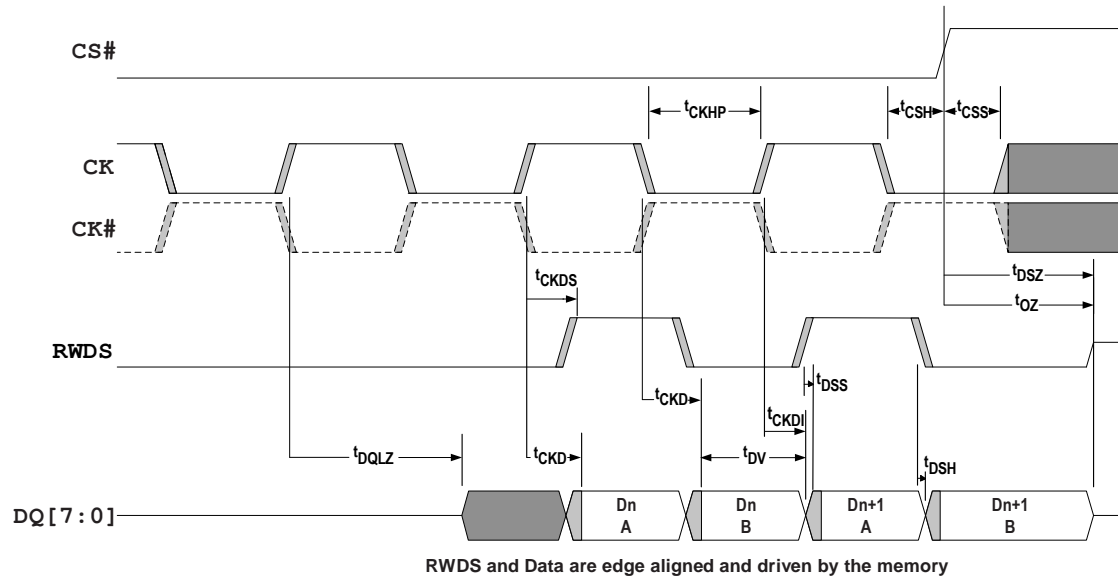 CS#
tCKHP
tCSH
tCSS
CK
CK#
tCKDS
tDSZ
tOZ
RWDS
tDSS
tCKD
tCKDI
tDQLZ
tCKD
tDV
tDSH
DQ[7:0]
Dn
A
Dn
B
Dn+1
A
Dn+1
B
RWDS and Data are edge aligned and driven by the memory